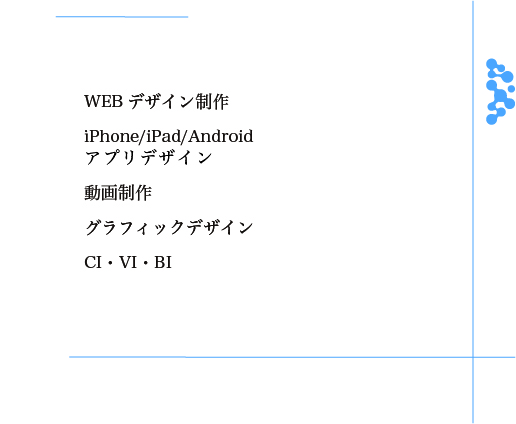 WEB デザイン制作
iPhone/iPad/Android
アプリデザイン
動画制作
グラフィックデザイン
CI・VI・BI